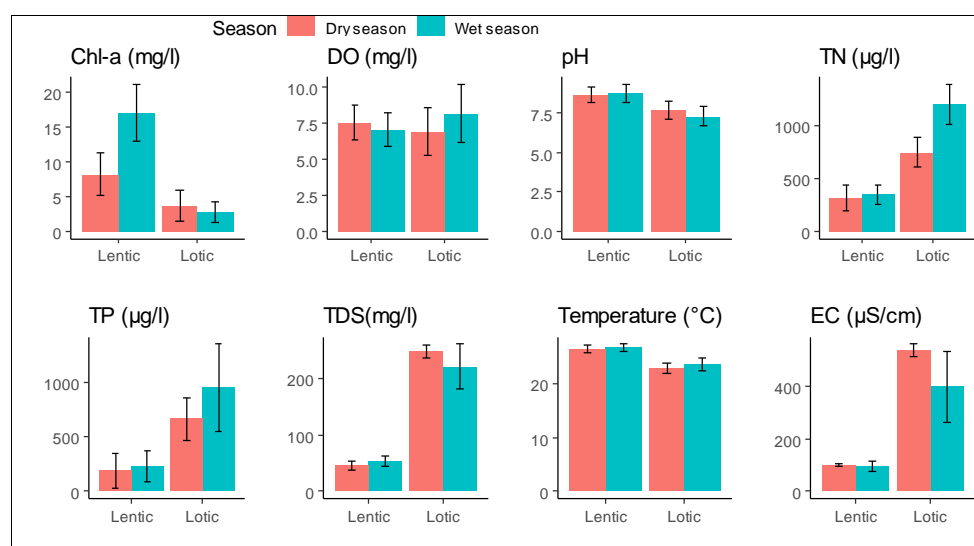 Season Dry season Wet season
Chl-a (mg/l) DO (mg/l) pH TN (µg/l)
20
15
10
5
0
Lentic Lotic
10.0
7.5
5.0
2.5
0.0
Lentic Lotic
7.5
5.0
2.5
0.0
Lentic Lotic
1000
500
0
Lentic Lotic
TP (µg/l) TDS(mg/l) Temperature (°C) EC (µS/cm)
1000
500
0
Lentic Lotic
200
100
0
Lentic Lotic
20
10
0
Lentic Lotic
400
200
0
Lentic Lotic